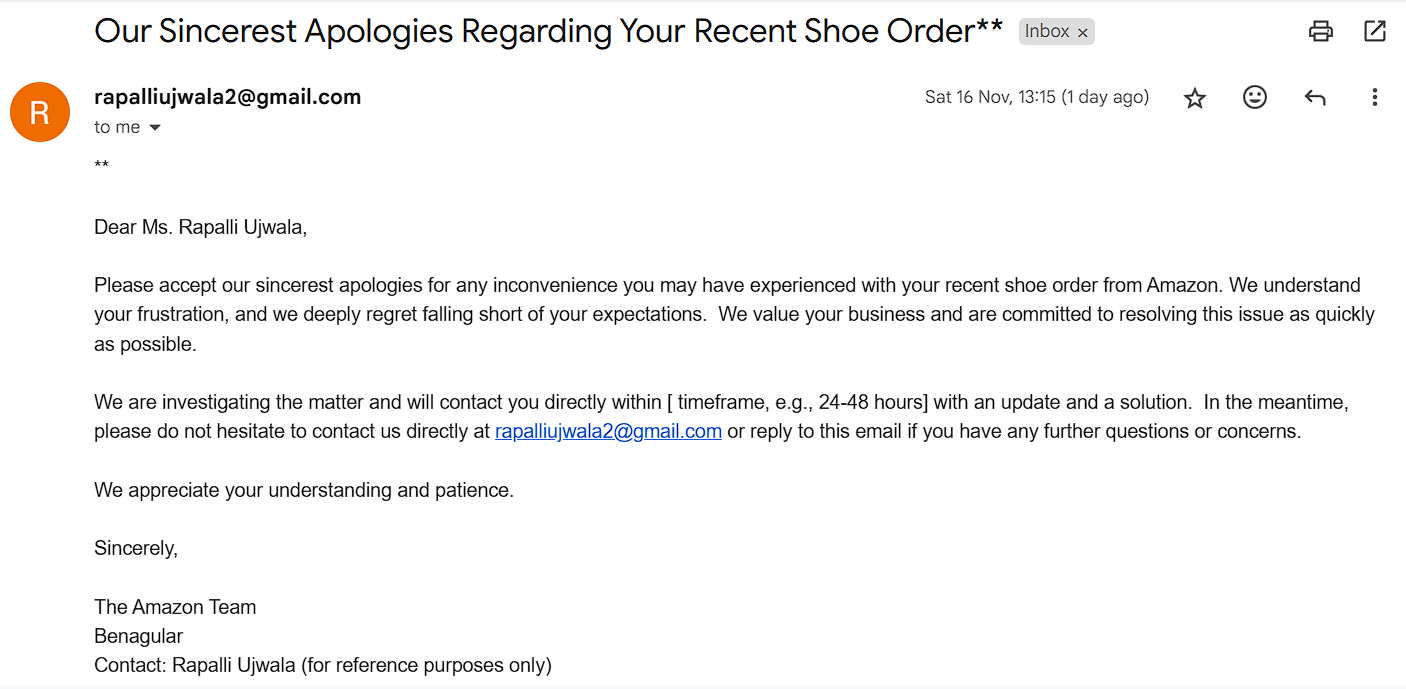 Our Sincerest Apologies Regarding Your Recent Shoe Order** Inbox ×
R
rapalliujwala2@gmail.com Sat 16 Nov, 13:15 (1 day ago)
to me
**
Dear Ms. Rapalli Ujwala,
Please accept our sincerest apologies for any inconvenience you may have experienced with your recent shoe order from Amazon. We understand
your frustration, and we deeply regret falling short of your expectations.  We value your business and are committed to resolving this issue as quickly
as possible.
We are investigating the matter and will contact you directly within [ timeframe, e.g., 24-48 hours] with an update and a solution.  In the meantime,
please do not hesitate to contact us directly at rapalliujwala2@gmail.com or reply to this email if you have any further questions or concerns.
We appreciate your understanding and patience.
Sincerely,
The Amazon Team
Benagular
Contact: Rapalli Ujwala (for reference purposes only)